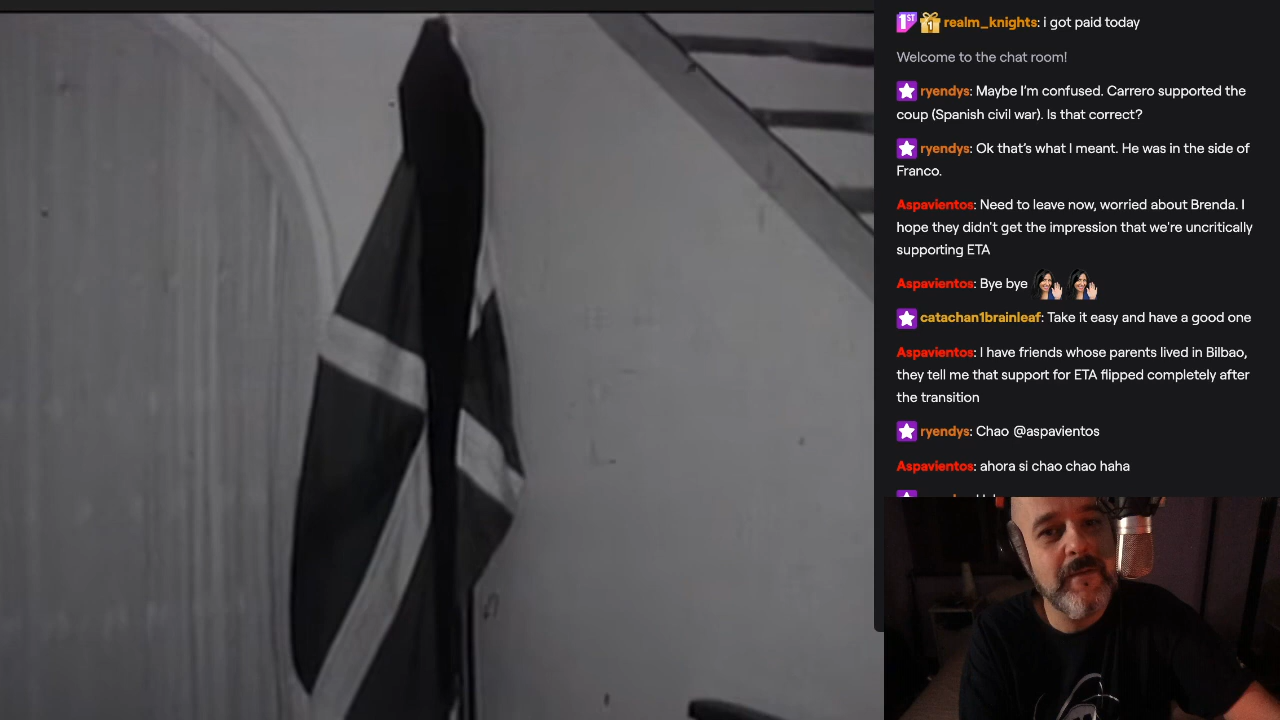 1ST 1 realm_knights: i got paid today
Welcome to the chat room!
ryendys: Maybe I’m confused. Carrero supported the
coup (Spanish civil war). Is that correct?
ryendys: Ok that’s what I meant. He was in the side of
Franco.
Aspavientos: Need to leave now, worried about Brenda. I
hope they didn't get the impression that we're uncritically
supporting ETA
Aspavientos: Bye bye
catachan1brainleaf: Take it easy and have a good one
Aspavientos: I have friends whose parents lived in Bilbao,
they tell me that support for ETA flipped completely after
the transition
ryendys: Chao @aspavientos
Aspavientos: ahora si chao chao haha